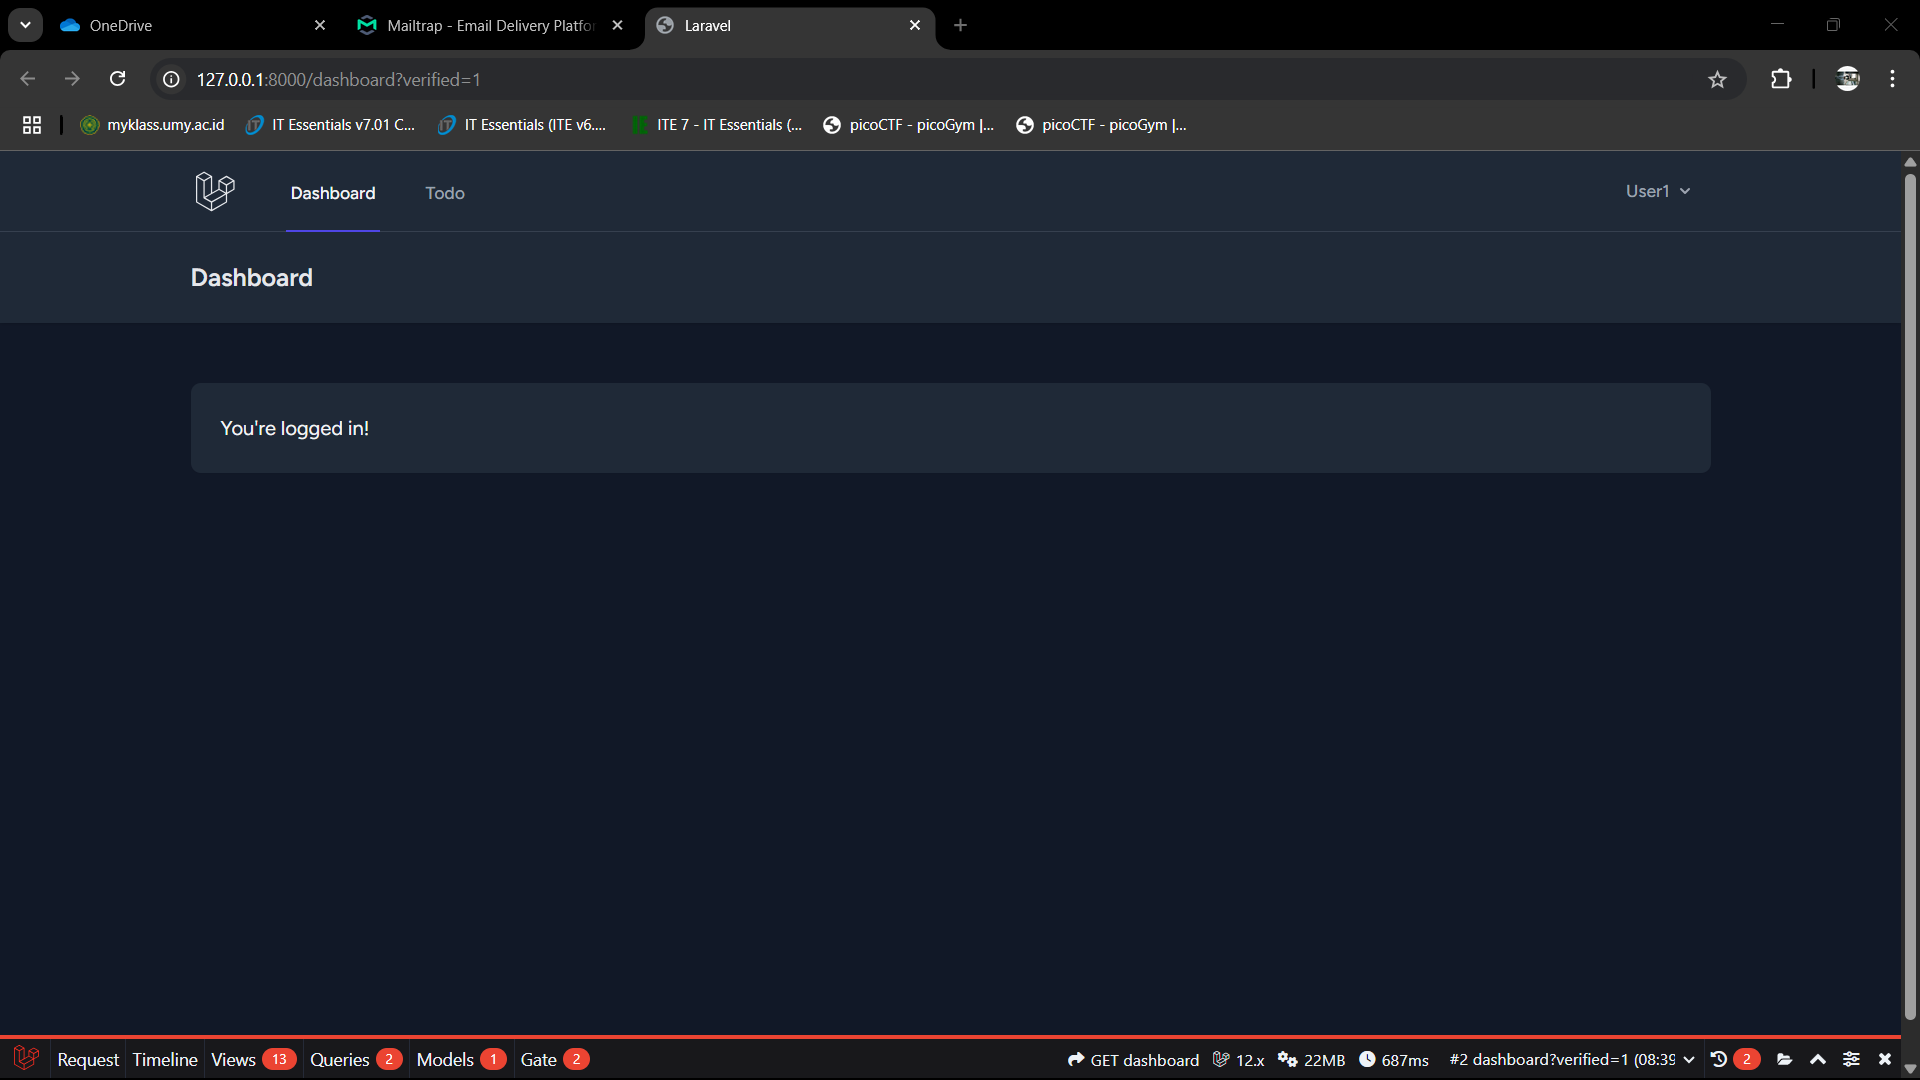 OneDrive
Mailtrap - Email Delivery Platfo
Laravel
127.0.0.1:8000/dashboard?verified=1
myklass.umy.ac.id
IT Essentials v7.01 C...
IT Essentials (ITE v6....
ITE 7 - IT Essentials (...
picoCTF - picoGym |...
picoCTF - picoGym |...
Dashboard
Todo
User1
Dashboard
You're logged in!
Request
Timeline
Views 13
Queries 2
Models 1
Gate 2
GET dashboard
12.x
22MB
687ms
#2 dashboard?verified=1 (08:39
2